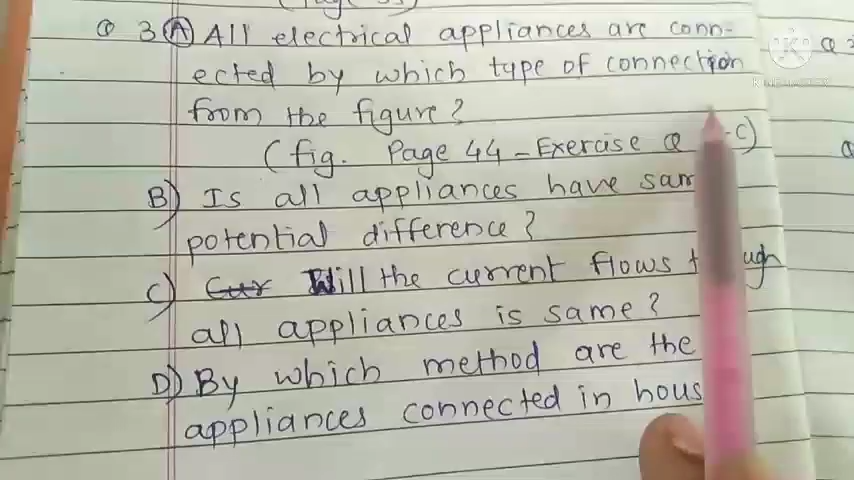 Q 3 A All electrical appliances are conn-
ected by which type of connection
from the figure?
(fig. Page 44 - Exercise Q -C)
B) Is all appliances have sam
potential difference?
C) Will the current flows ugh
all appliances is same?
D) By which method are the
appliances connected in hous